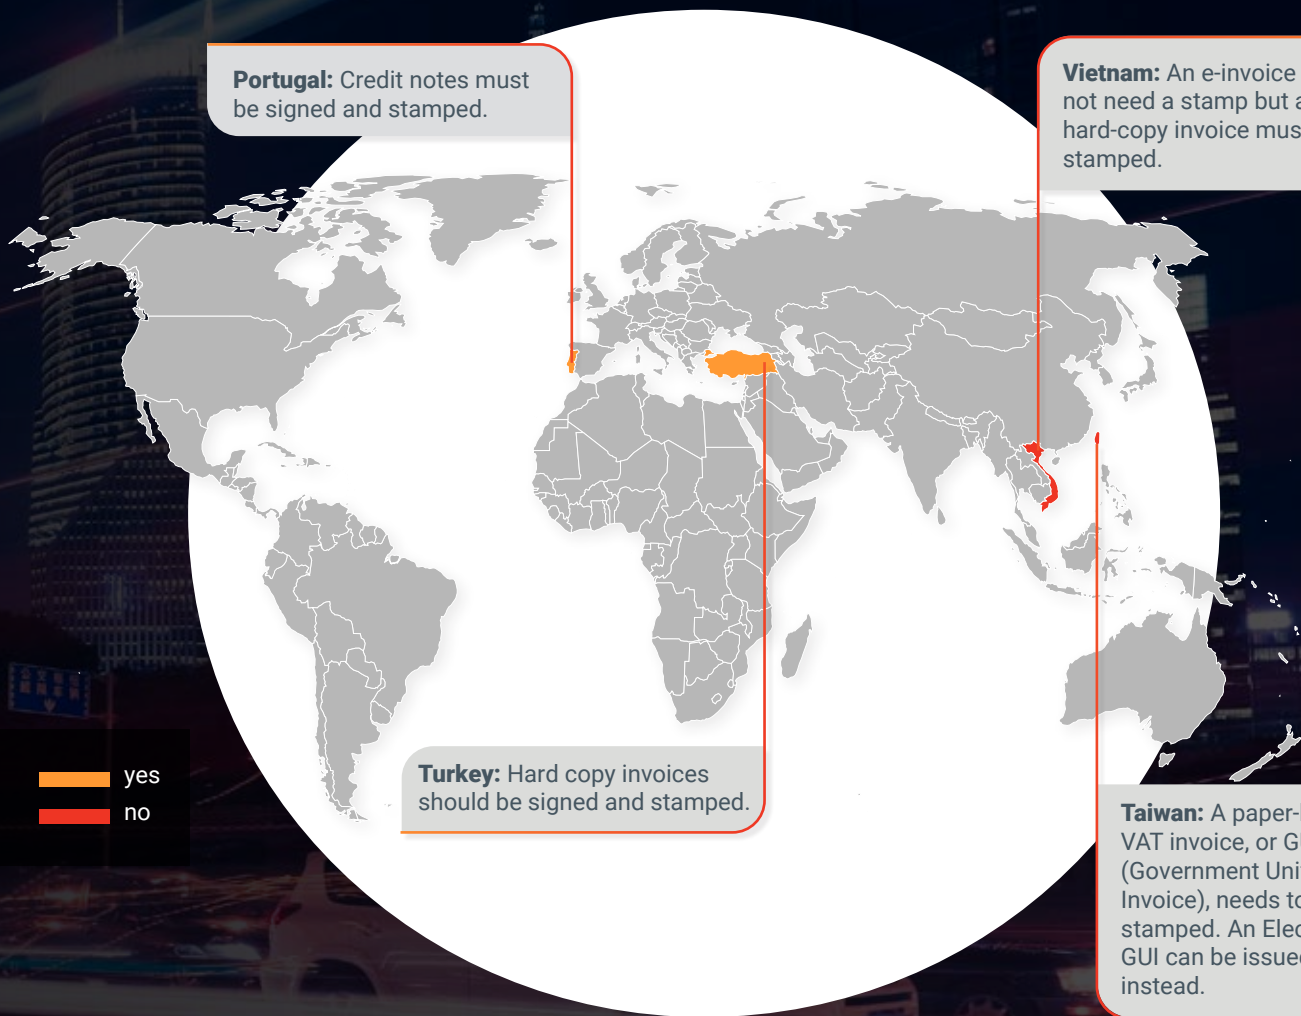 Portugal: Credit notes must
be signed and stamped.
Vietnam: An e-invoice
not need a stamp but a
hard-copy invoice mus
stamped.
yes
no
Turkey: Hard copy invoices
should be signed and stamped.
Taiwan: A paper-
VAT invoice, or G
(Government Uni
Invoice), needs to
stamped. An Elec
GUI can be issued
instead.